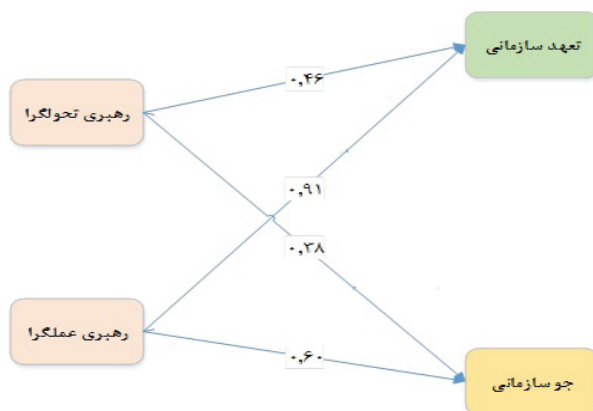 تعهد سازمانی
۰,۴۶
رهبری تحولگرا
۰,۹۱
۰,۳۸
رهبری عملگرا
۰,۶۰
جو سازمانی